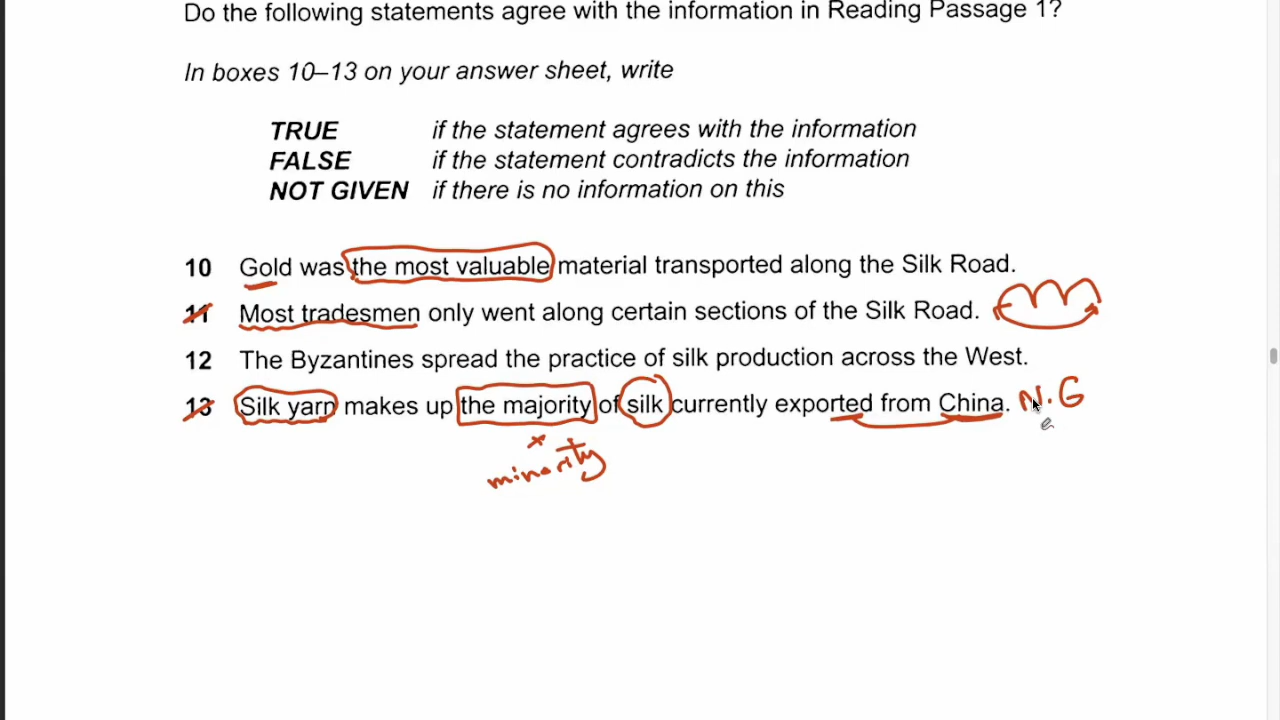 Do the following statements agree with the information in Reading Passage 1?
In boxes 10–13 on your answer sheet, write
TRUE if the statement agrees with the information
FALSE if the statement contradicts the information
NOT GIVEN if there is no information on this
10 Gold was the most valuable material transported along the Silk Road.
11 Most tradesmen only went along certain sections of the Silk Road.
12 The Byzantines spread the practice of silk production across the West.
13 Silk yarn makes up the majority of silk currently exported from China. N.G
minority